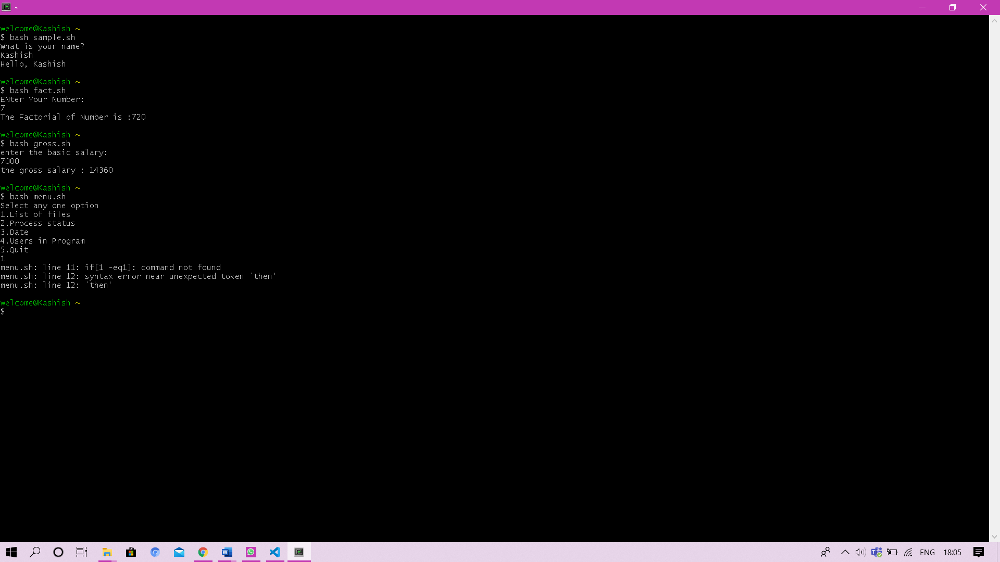 ~
welcome@Kashish ~
$ bash sample.sh
What is your name?
Kashish
Hello, Kashish
welcome@Kashish ~
$ bash fact.sh
ENter Your Number:
7
The Factorial of Number is :720
welcome@Kashish ~
$ bash gross.sh
enter the basic salary:
7000
the gross salary : 14360
welcome@Kashish ~
$ bash menu.sh
Select any one option
1.List of files
2.Process status
3.Date
4.Users in Program
5.Quit
1
menu.sh: line 11: if[1 -eq1]: command not found
menu.sh: line 12: syntax error near unexpected token `then'
menu.sh: line 12: `then'
welcome@Kashish ~
$
ENG 18:05